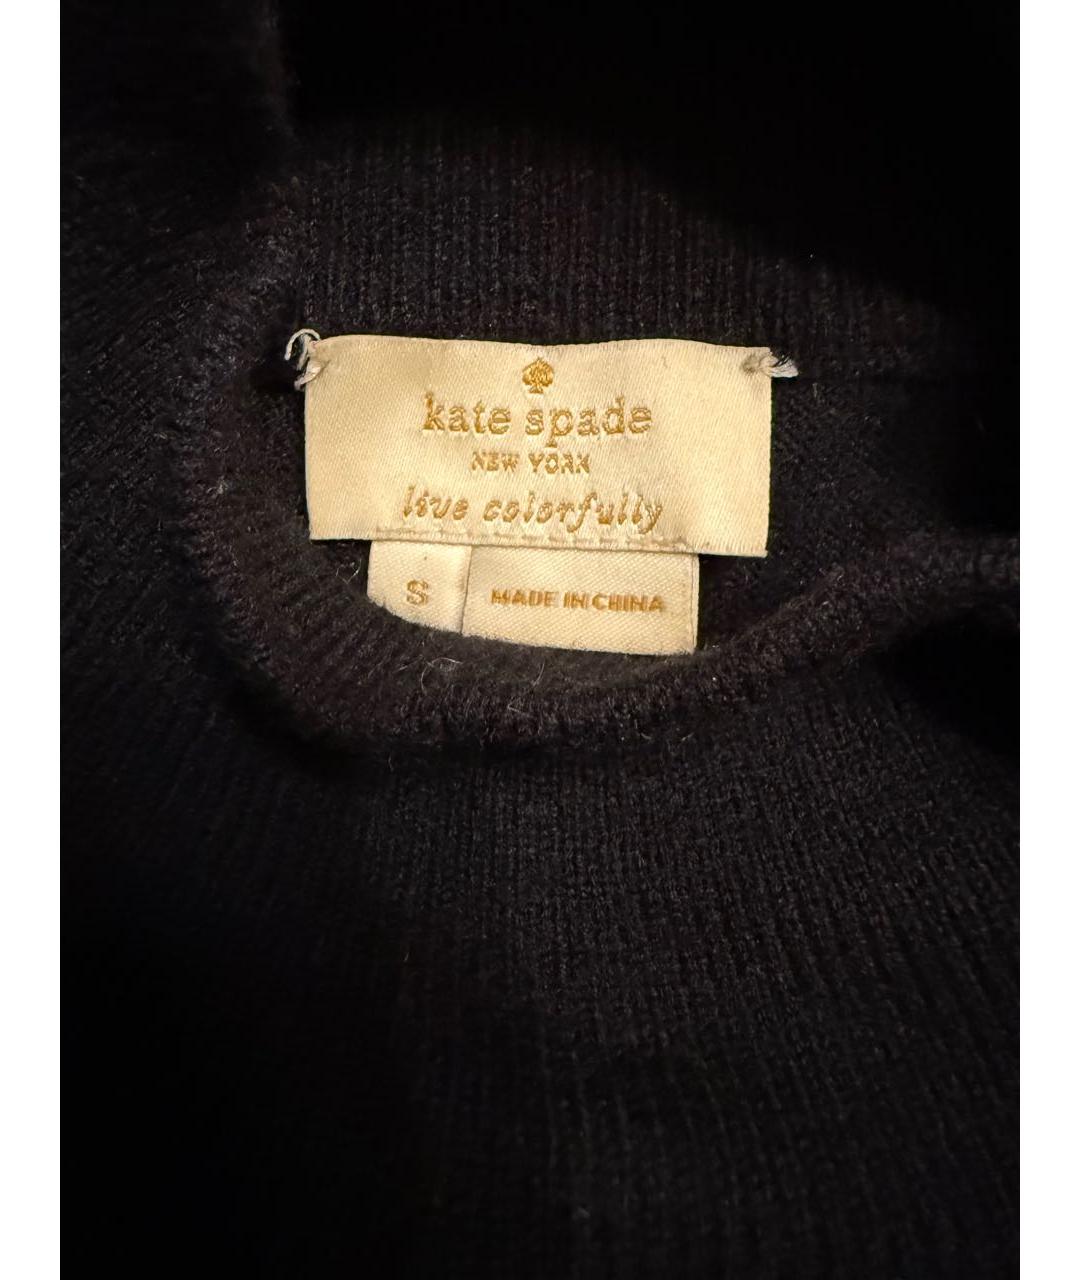 kate spade
NEW YORK
live colorfully
S
MADE IN CHINA